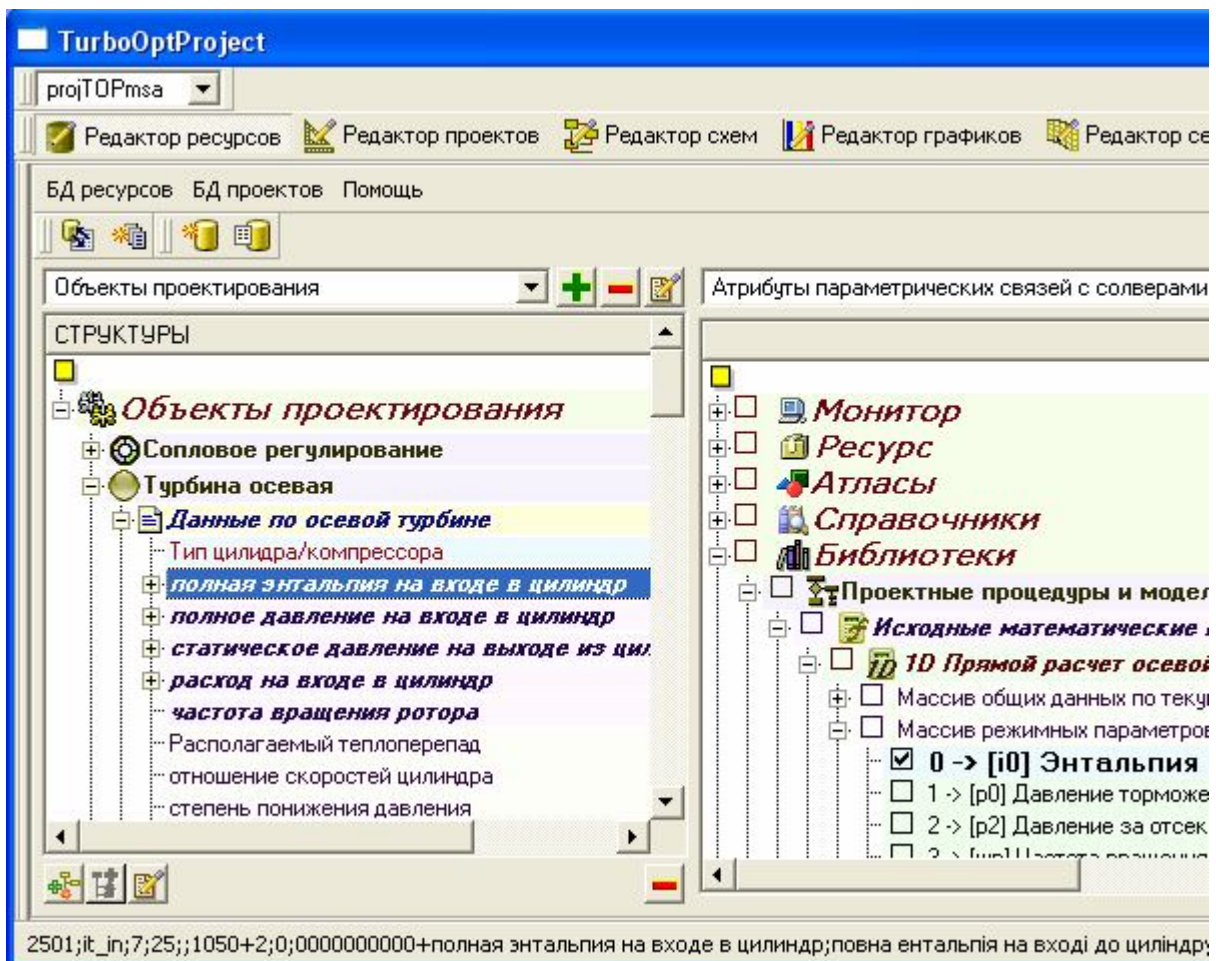 TurboOptProject
projTOPmsa
Редактор ресурсов Редактор проектов Редактор схем Редактор графиков Редактор се
БД ресурсов БД проектов Помощь
Объекты проектирования
СТРУКТУРЫ
Объекты проектирования
Сопловое регулирование
Турбина осевая
Данные по осевой турбине
Тип цилидра/компрессора
полная энтальпия на входе в цилиндр
полное давление на входе в цилиндр
статическое давление на выходе из цил
расход на входе в цилиндр
частота вращения ротора
Располагаемый теплоперепад
отношение скоростей цилиндра
степень понижения давления
Атрибуты параметрических связей с солверами
Монитор
Ресурс
Атласы
Справочники
Библиотеки
Проектные процедуры и модел
Исходные математические
1D Прямой расчет осевой
Массив общих данных по теку
Массив режимных параметров
0 -> [i0] Энтальпия
1 -> [p0] Давление торможе
2 -> [p2] Давление за отсек
2501;it_in;7;25;;1050+2;0;0000000000+полная энтальпия на входе в цилиндр;повна ентальпія на вході до циліндру